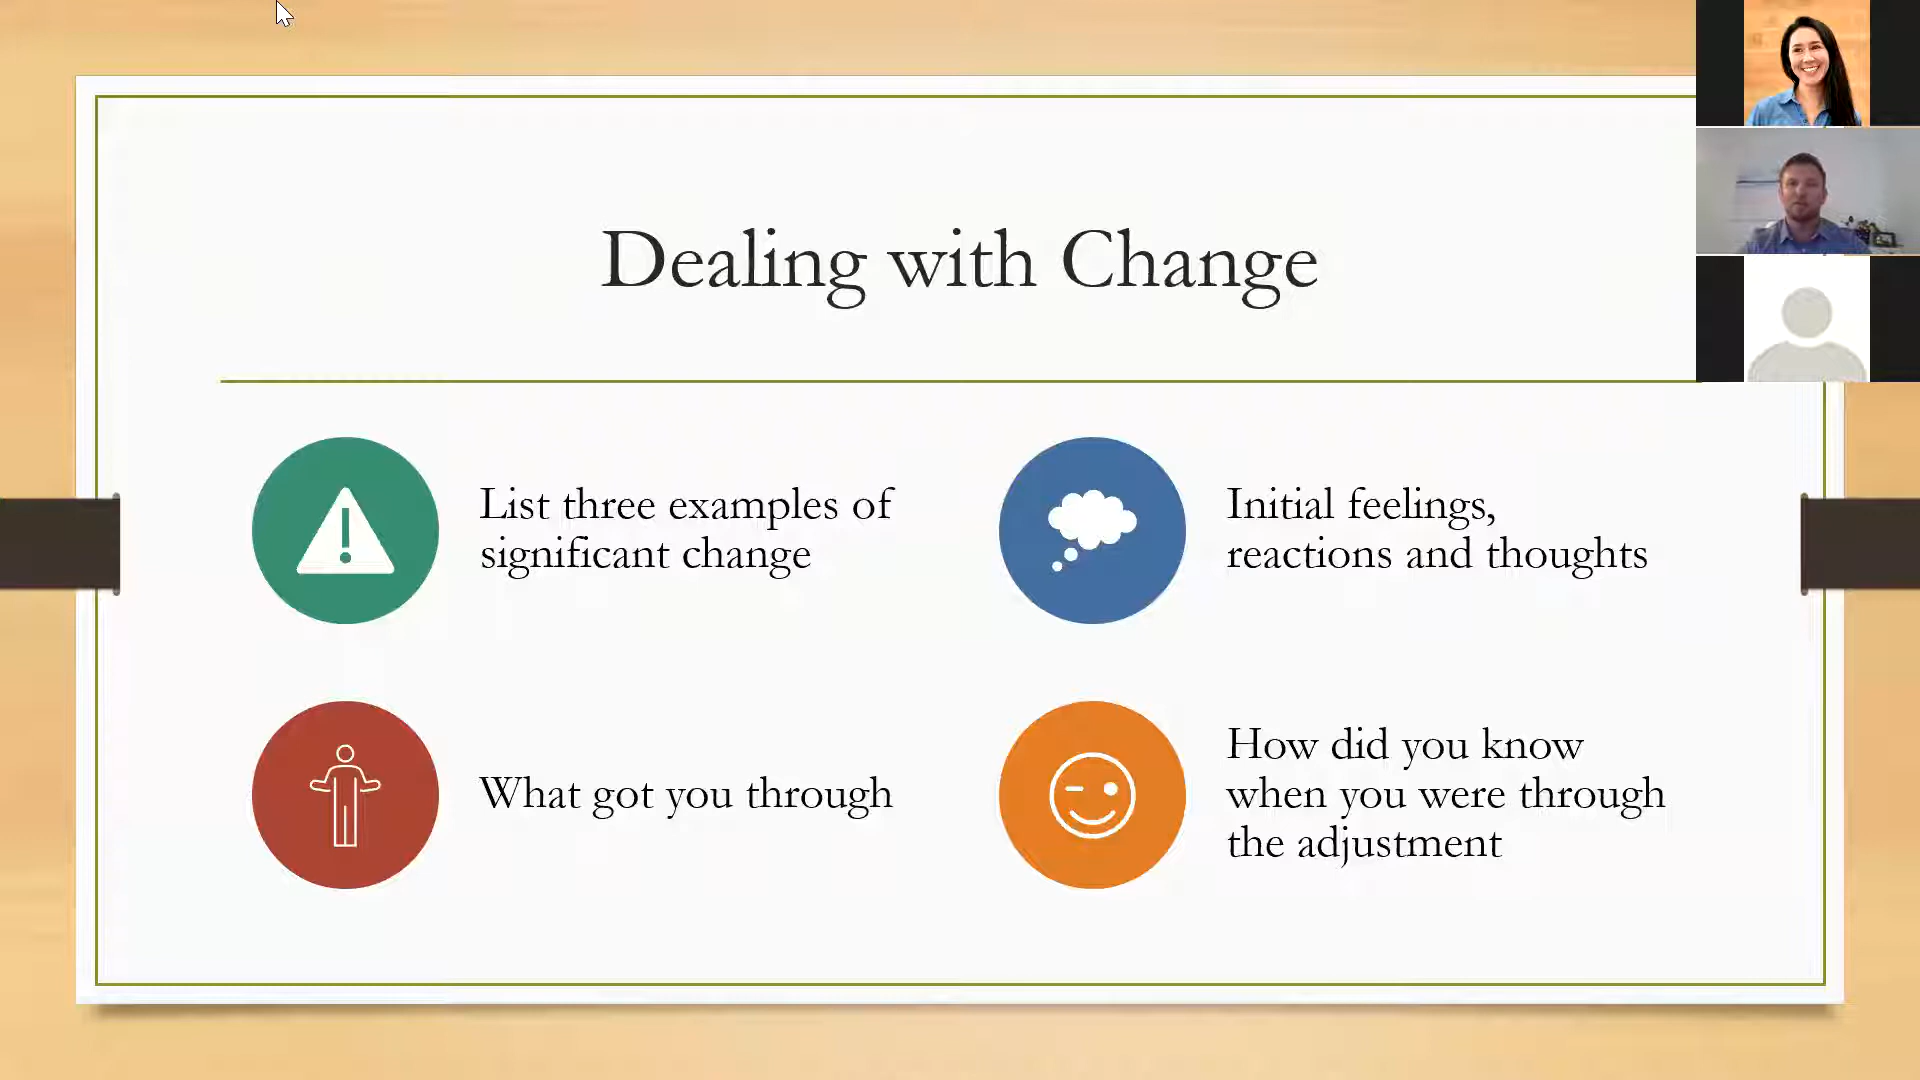 Dealing with Change
List three examples of
significant change
Initial feelings,
reactions and thoughts
What got you through
How did you know
when you were through
the adjustment